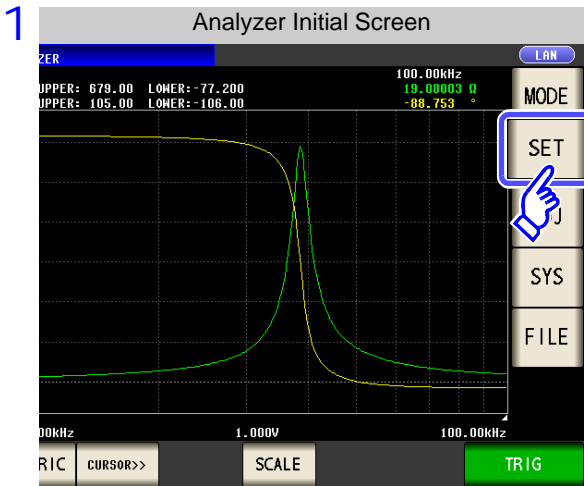 1
Analyzer Initial Screen
ZER
LAN
100.00kHz
UPPER: 679.00 LOWER:-77.200 19.08003 Ω
UPPER: 105.00 LOWER:-106.00 -88.753 °
MODE
SET
SYS
FILE
00kHz 1.000V 100.00kHz
RIC CURSOR>> SCALE TRIG